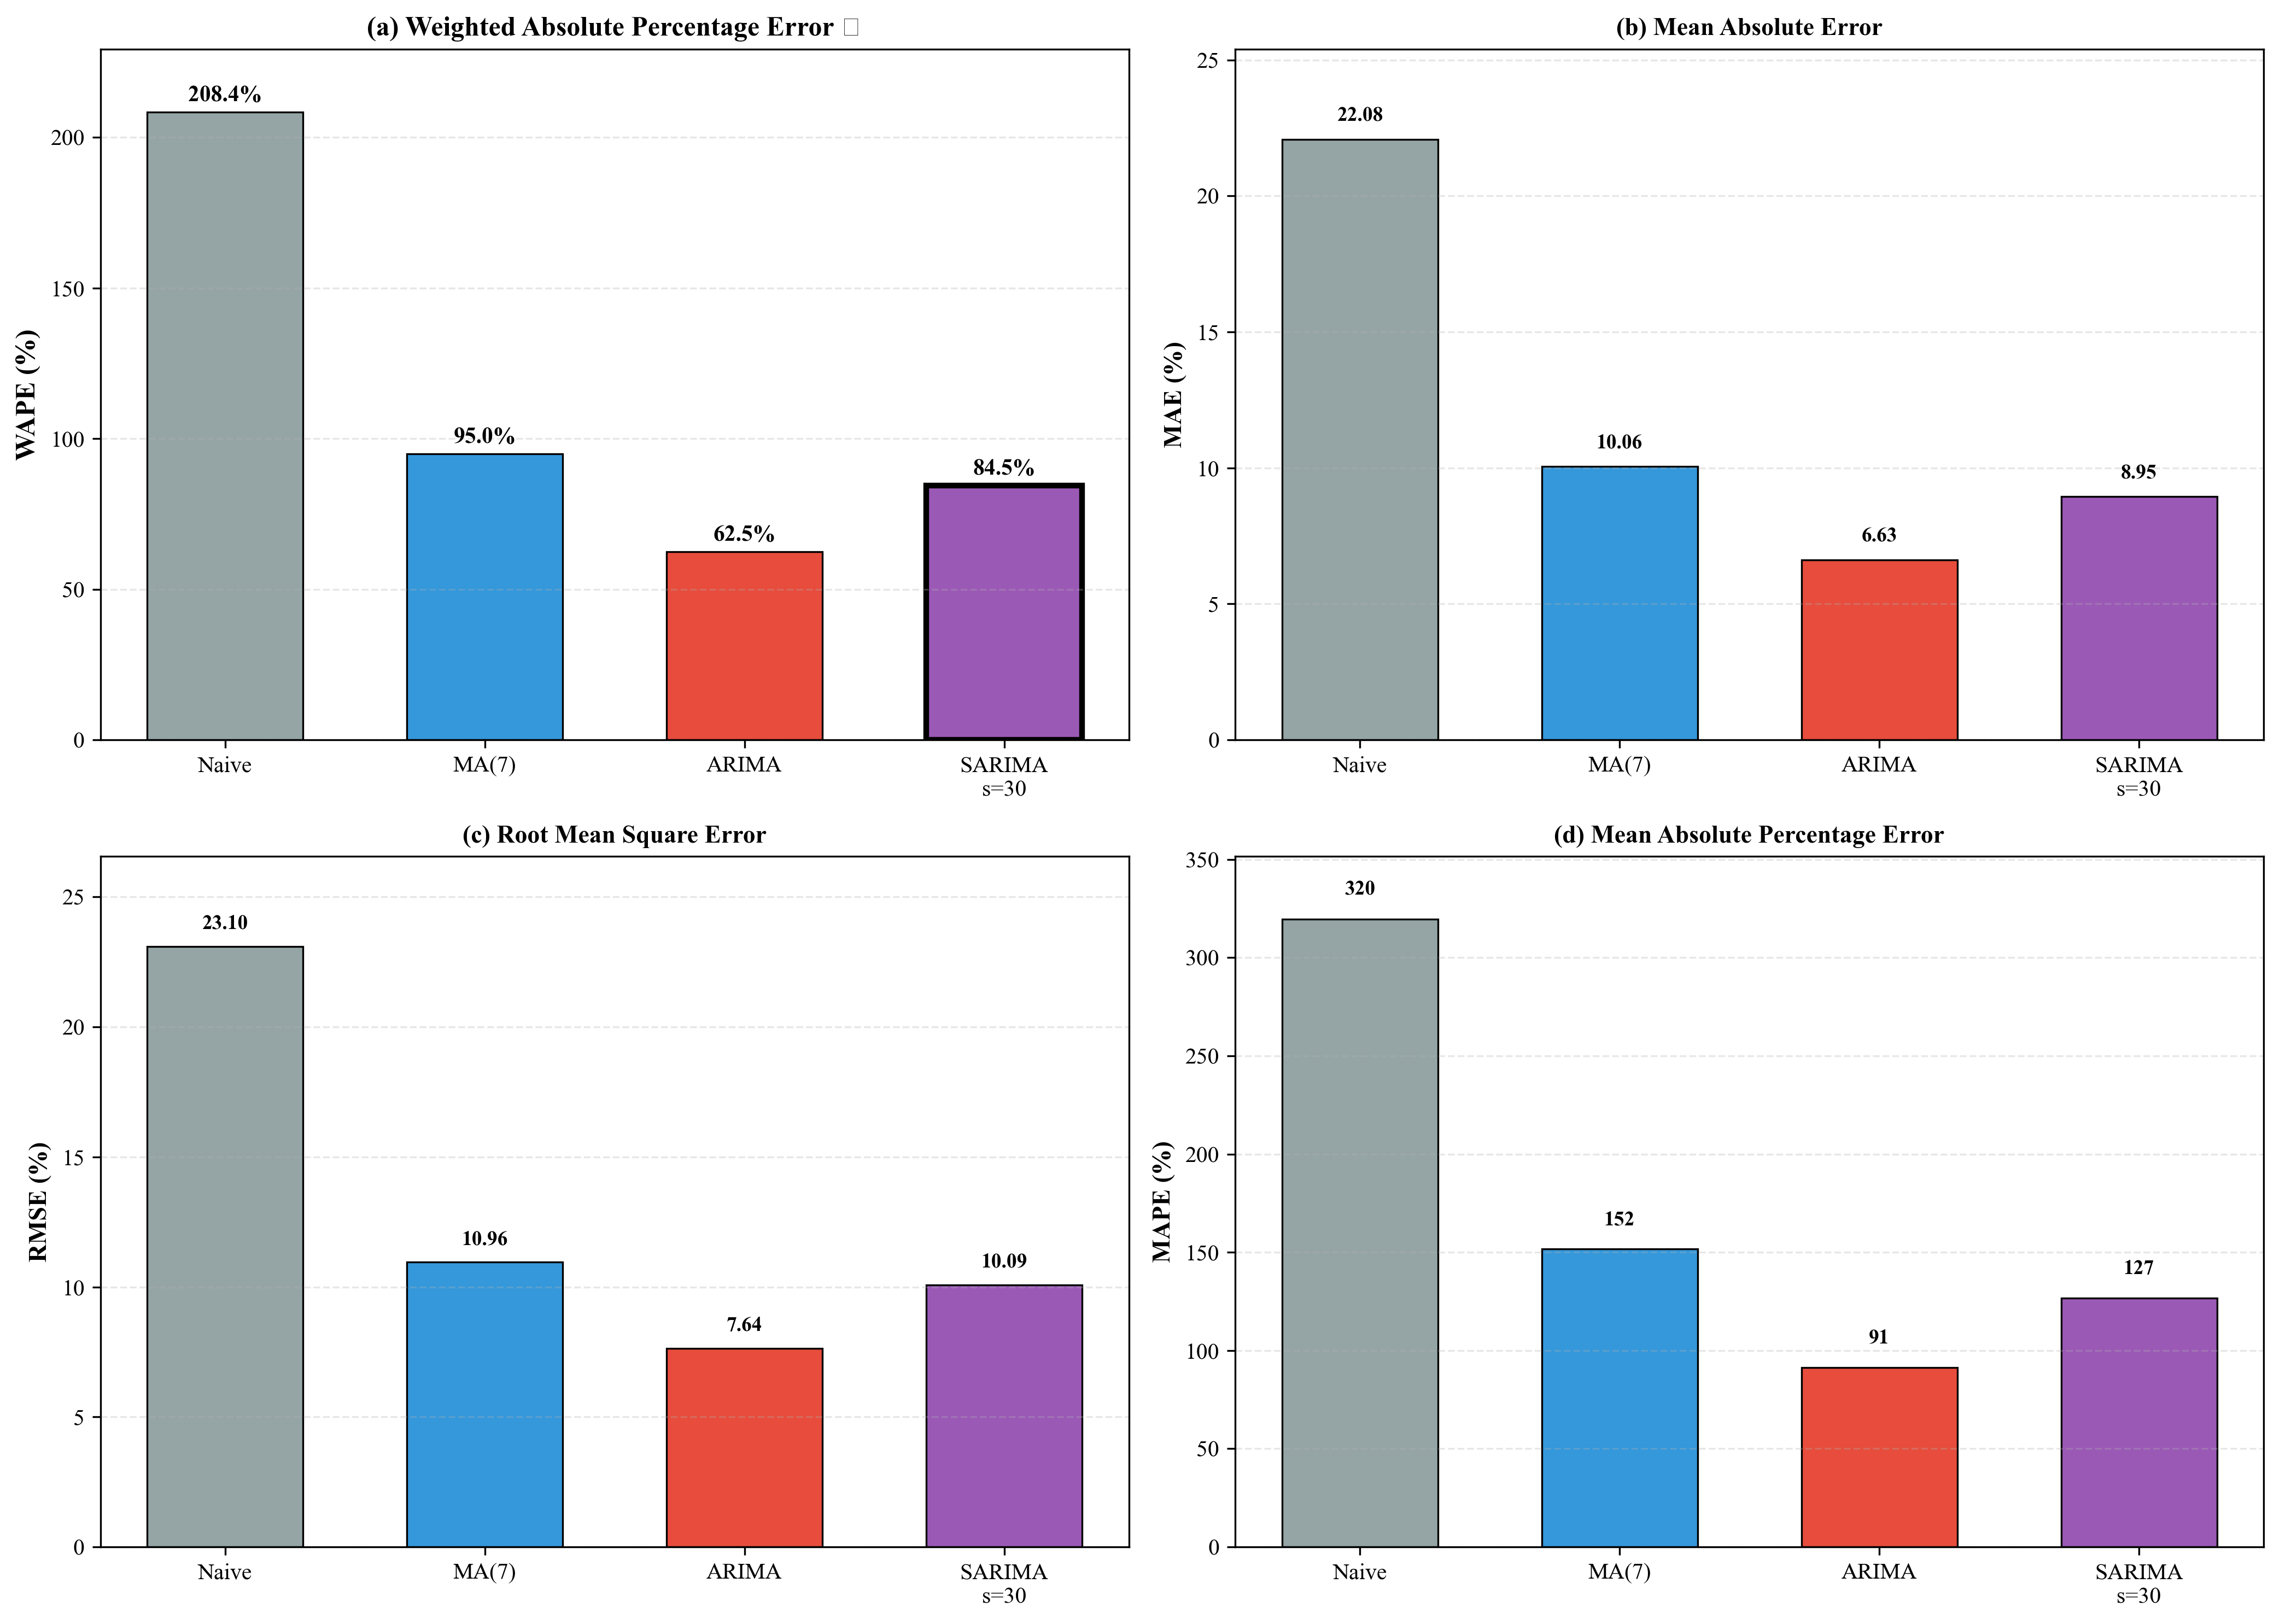 (a) Weighted Absolute Percentage Error □
WAPE (%)
200
150
100
50
0
208.4%
95.0%
62.5%
84.5%
Naive
MA(7)
ARIMA
SARIMA
s=30
(b) Mean Absolute Error
MAE (%)
25
20
15
10
5
0
22.08
10.06
6.63
8.95
Naive
MA(7)
ARIMA
SARIMA
s=30
(c) Root Mean Square Error
RMSE (%)
25
20
15
10
5
0
23.10
10.96
7.64
10.09
Naive
MA(7)
ARIMA
SARIMA
s=30
(d) Mean Absolute Percentage Error
MAPE (%)
350
300
250
200
150
100
50
0
320
152
91
127
Naive
MA(7)
ARIMA
SARIMA
s=30